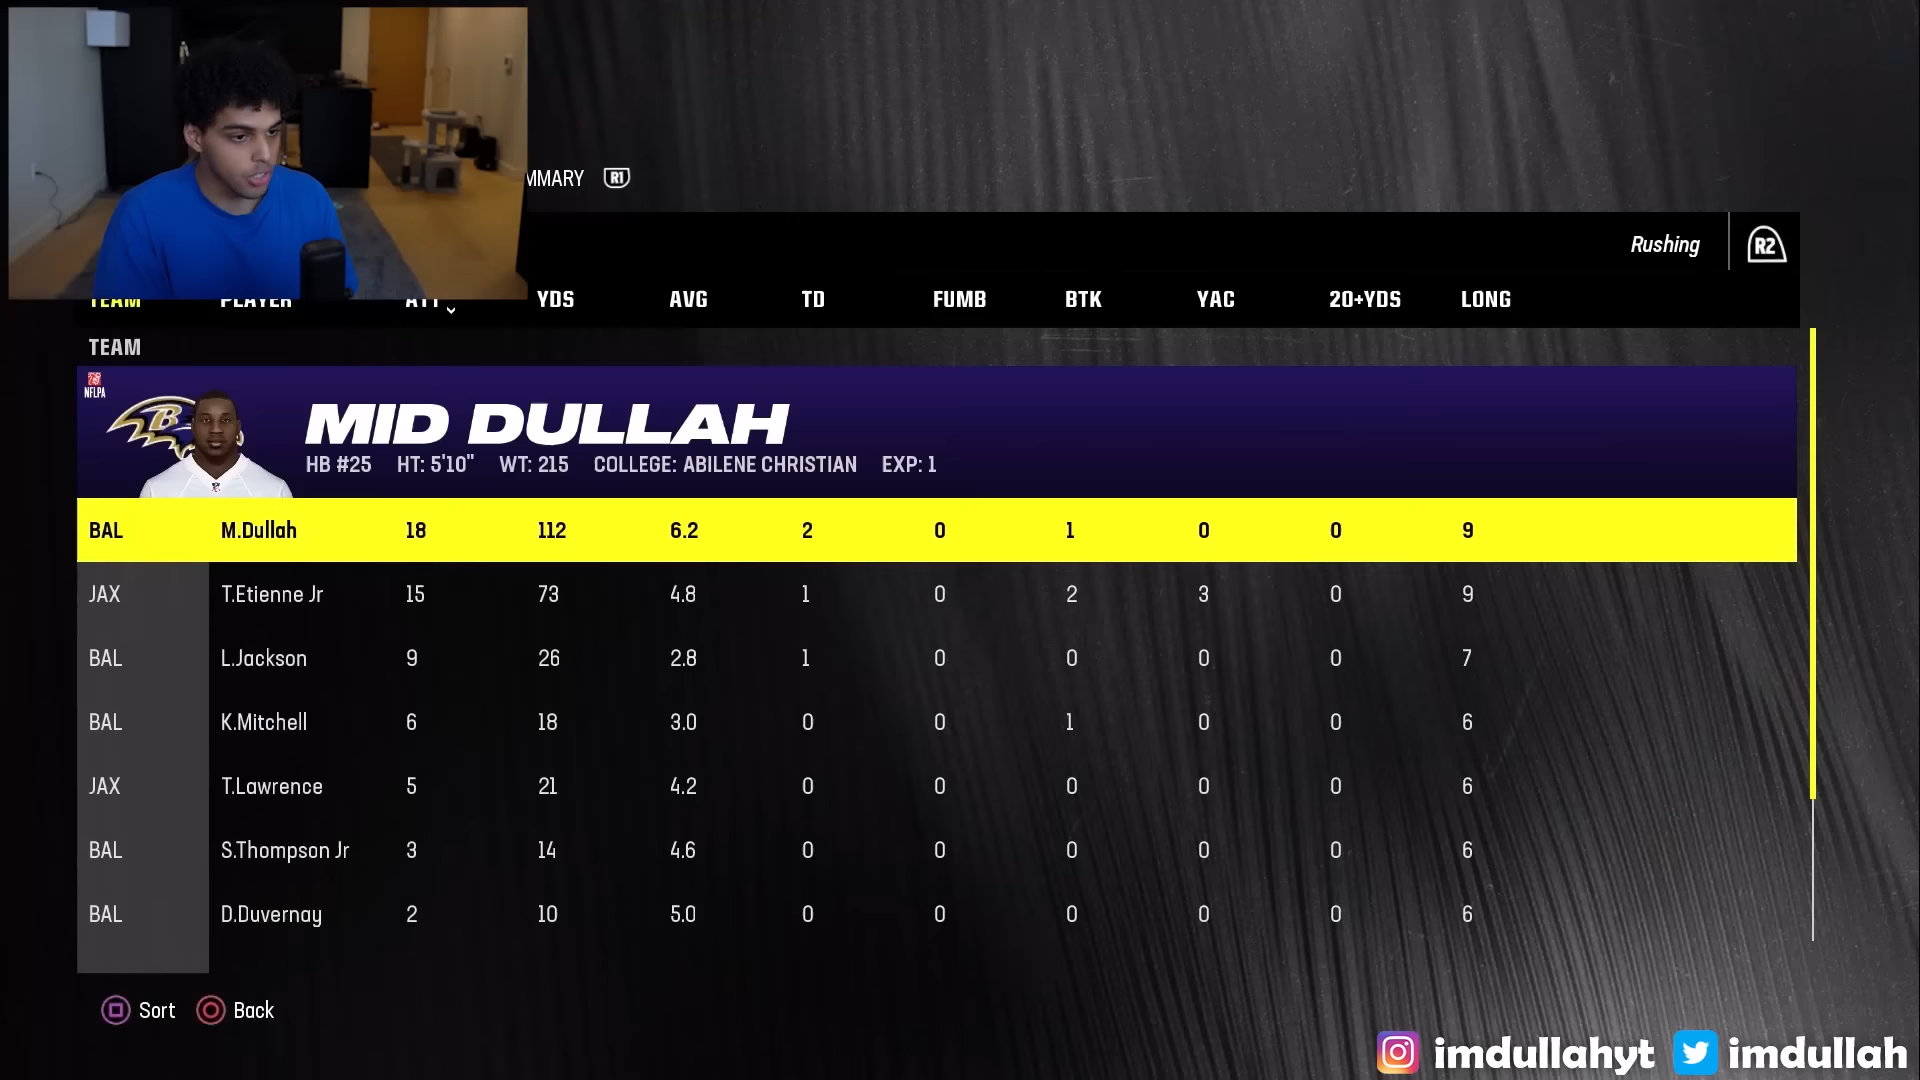 MMARY R1
Rushing R2
TEAM PLAYER ATT YDS AVG TD FUMB BTK YAC 20+YDS LONG
TEAM
NFLPA
B
MID DULLAH
HB #25 HT: 5'10" WT: 215 COLLEGE: ABILENE CHRISTIAN EXP: 1
BAL M.Dullah 18 112 6.2 2 0 1 0 0 9
JAX T.Etienne Jr 15 73 4.8 1 0 2 3 0 9
BAL L.Jackson 9 26 2.8 1 0 0 0 0 7
BAL K.Mitchell 6 18 3.0 0 0 1 0 0 6
JAX T.Lawrence 5 21 4.2 0 0 0 0 0 6
BAL S.Thompson Jr 3 14 4.6 0 0 0 0 0 6
BAL D.Duvernay 2 10 5.0 0 0 0 0 0 6
Sort Back
imdullahyt imdullah